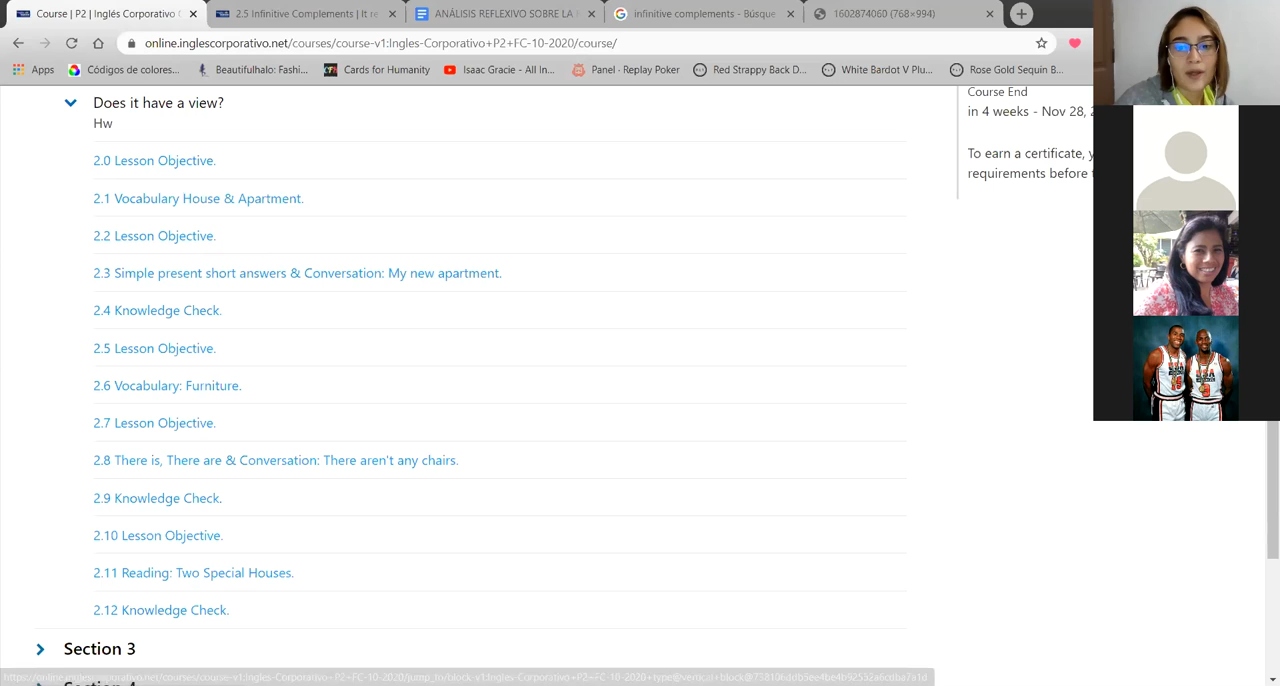 Course | P2 | Inglés Corporativo
2.5 Infinitive Complements | It re
ANÁLISIS REFLEXIVO SOBRE LA
infinitive complements - Búsque
1602874060 (768×994)
online.inglescorporativo.net/courses/course-v1:Ingles-Corporativo+P2+FC-10-2020/course/
Apps
Códigos de colores...
Beautifulhalo: Fashi...
Cards for Humanity
Isaac Gracie - All In...
Panel · Replay Poker
Red Strappy Back D...
White Bardot V Plu...
Rose Gold Sequin B...
Does it have a view?
Hw
2.0 Lesson Objective.
2.1 Vocabulary House & Apartment.
2.2 Lesson Objective.
2.3 Simple present short answers & Conversation: My new apartment.
2.4 Knowledge Check.
2.5 Lesson Objective.
2.6 Vocabulary: Furniture.
2.7 Lesson Objective.
2.8 There is, There are & Conversation: There aren't any chairs.
2.9 Knowledge Check.
2.10 Lesson Objective.
2.11 Reading: Two Special Houses.
2.12 Knowledge Check.
Section 3
Course End
in 4 weeks - Nov 28,
To earn a certificate,
requirements before